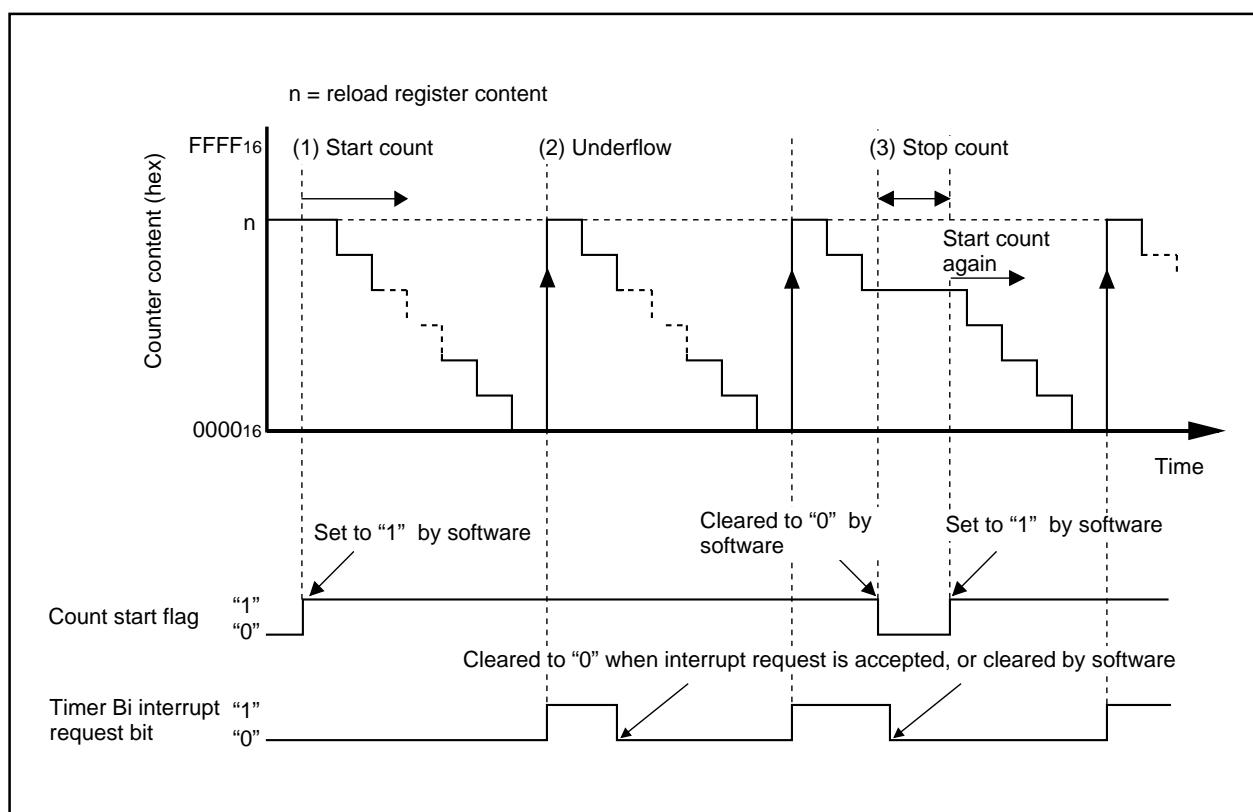 n = reload register content
FFFF16
(1) Start count
(2) Underflow
(3) Stop count
Counter content (hex)
n
Start count
again
000016
Time
Set to “1” by software
Cleared to “0” by
software
Set to “1” by software
Count start flag
“1”
“0”
Cleared to “0” when interrupt request is accepted, or cleared by software
Timer Bi interrupt
request bit
“1”
“0”